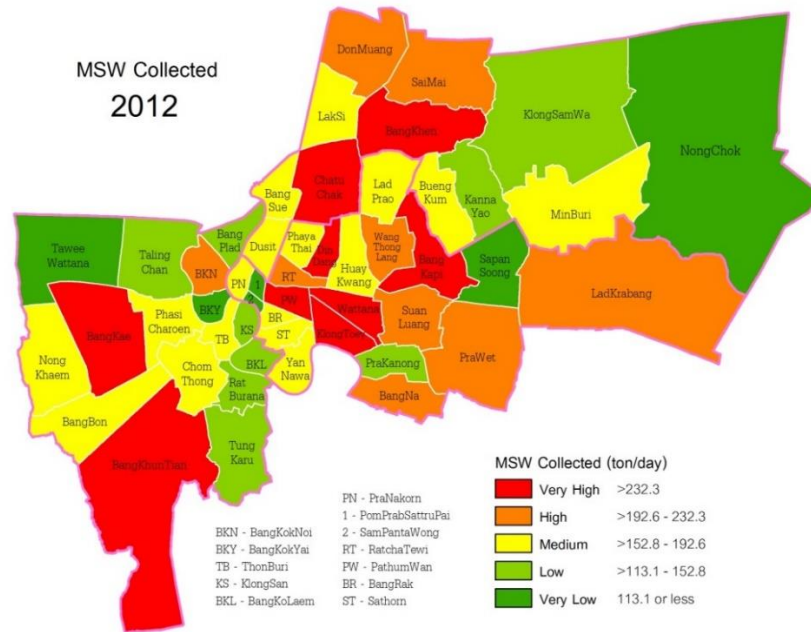 MSW Collected
2012
DonMuang
SaiMai
LakSi
BangKhen
KlongSamWa
NongChok
Chatu
Chak
Lad
Prao
Bueng
Kum
Kanna
Yao
MinBuri
Bang
Sue
Bang
Plad
Dusit
Phaya
Thai
Din
Dang
Huay
Kwang
Wang
Thong
Lang
Bang
Kapi
Sapan
Soong
LadKrabang
Tawee
Wattana
Taling
Chan
BKN
PN
1
2
RT
PW
Wattana
Suan
Luang
PraWet
BangKae
Phasi
Charoen
BKY
TB
KS
BR
ST
KlongToey
PraKanong
BangNa
Nong
Khaem
Chom
Thong
BKL
Yan
Nawa
Rat
Burana
BangBon
BangKhunTian
Tung
Karu
BKN - BangKokNoi
BKY - BangKokYai
TB - ThonBuri
KS - KlongSan
BKL - BangKoLaem
PN - PraNakorn
1 - PomPrabSattruPai
2 - SamPantaWong
RT - RatchaTewi
PW - PathumWan
BR - BangRak
ST - Sathorn
MSW Collected (ton/day)
Very High >232.3
High >192.6 - 232.3
Medium >152.8 - 192.6
Low >113.1 - 152.8
Very Low 113.1 or less